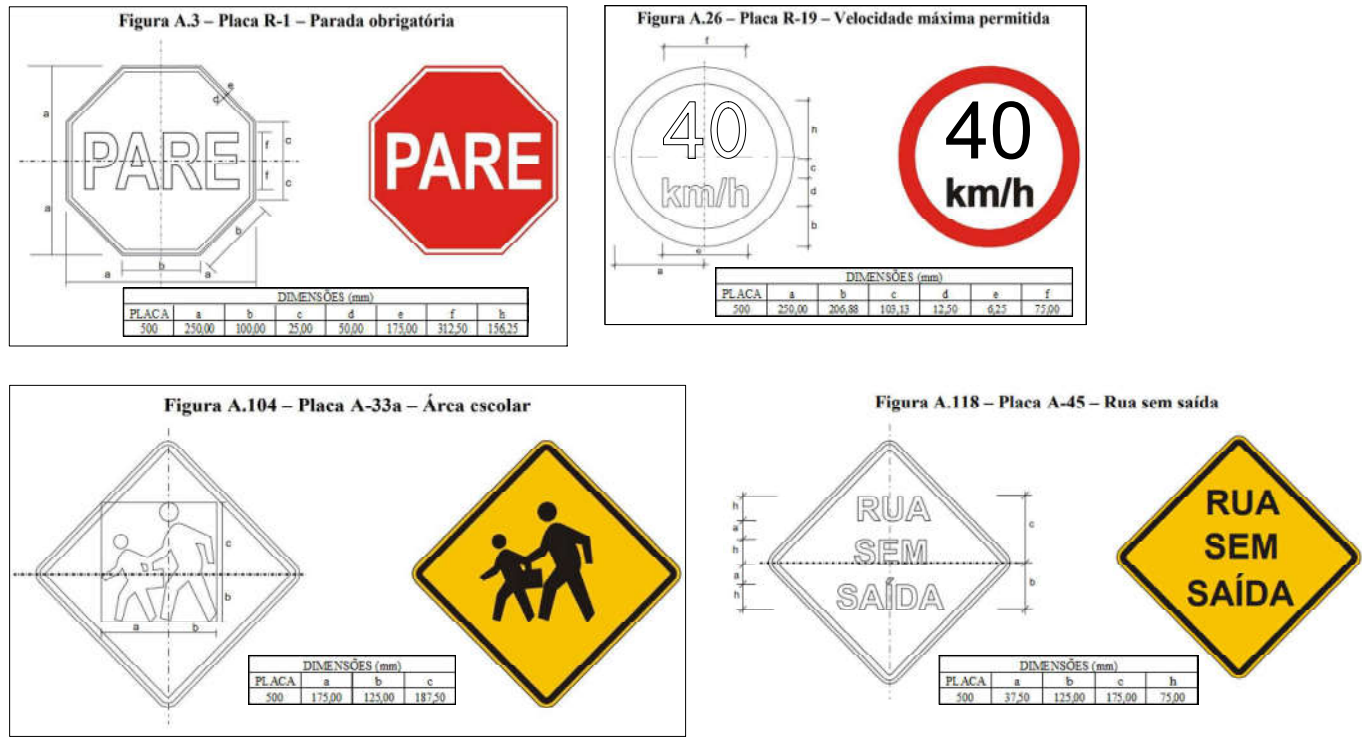 Figura A.3 – Placa R-1 – Parada obrigatória
a
a
e
d
PARE
f
f
c
c
b
a
b
a
PARE
DIMENSÕES (mm)
PLACA a b c d e f h
500 250,00 100,00 25,00 50,00 175,00 312,50 156,25
Figura A.26 – Placa R-19 – Velocidade máxima permitida
f
40
km/h
h
c
d
b
e
a
40
km/h
DIMENSÕES (mm)
PLACA a b c d e f
500 250,00 206,88 103,13 12,50 6,25 75,00
Figura A.104 – Placa A-33a – Área escolar
c
b
a b
DIMENSÕES (mm)
PLACA a b c
500 175,00 125,00 187,50
Figura A.118 – Placa A-45 – Rua sem saída
h
a
h
a
h
RUA
SEM
SAÍDA
c
b
RUA
SEM
SAÍDA
DIMENSÕES (mm)
PLACA a b c h
500 37,50 125,00 175,00 75,00